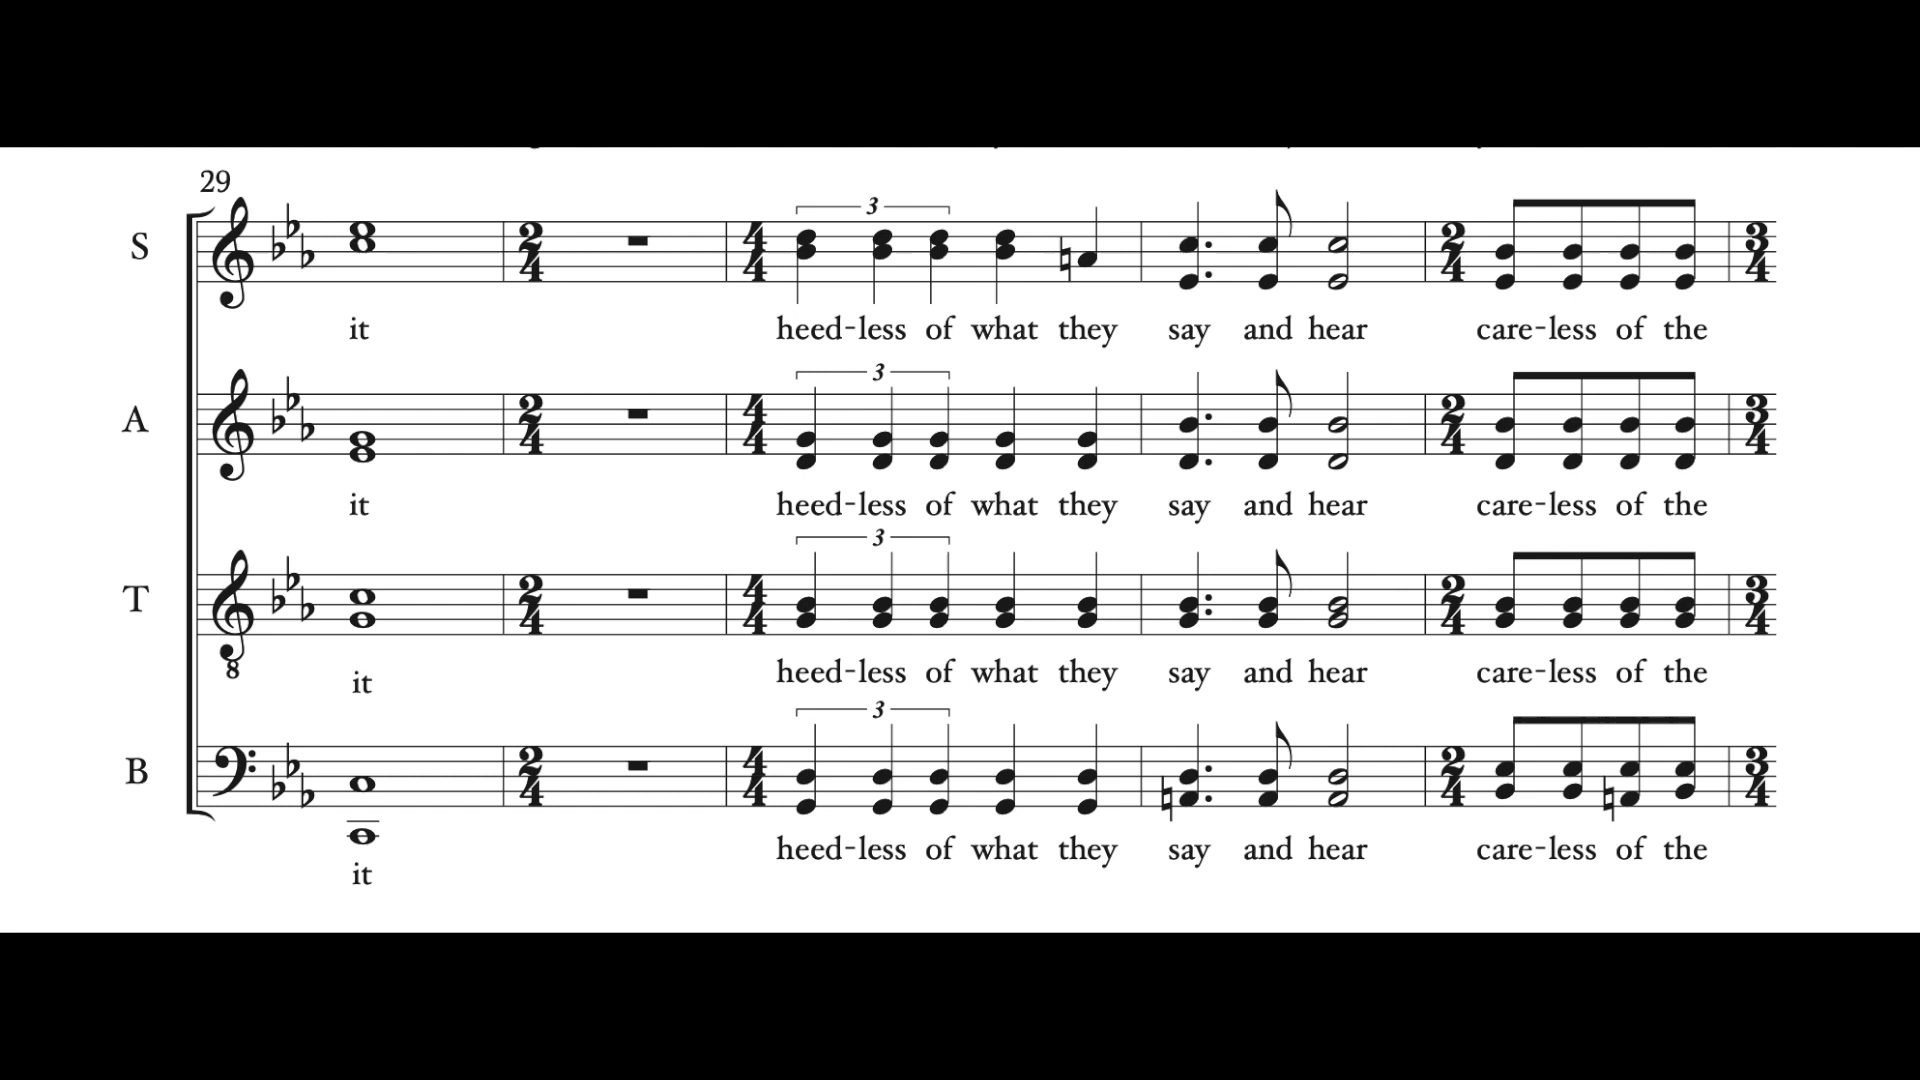 29
S
it heed-less of what they say and hear care-less of the
A
it heed-less of what they say and hear care-less of the
T
it heed-less of what they say and hear care-less of the
B
it heed-less of what they say and hear care-less of the